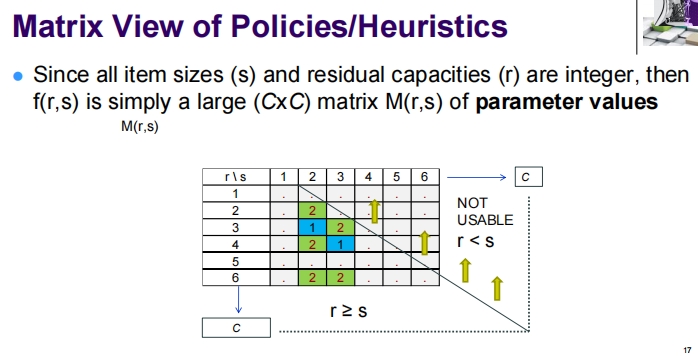 Matrix View of Policies/Heuristics
Since all item sizes (s) and residual capacities (r) are integer, then
f(r,s) is simply a large (CxC) matrix M(r,s) of parameter values
M(r,s)
r \ s 1 2 3 4 5 6 C
1 . . . . . .
2 . 2 . . . .
3 . 1 2 . . .
4 . 2 1 . . .
5 . . . . . .
6 . 2 2 . . .
NOT
USABLE
r < s
r ≥ s
C
17